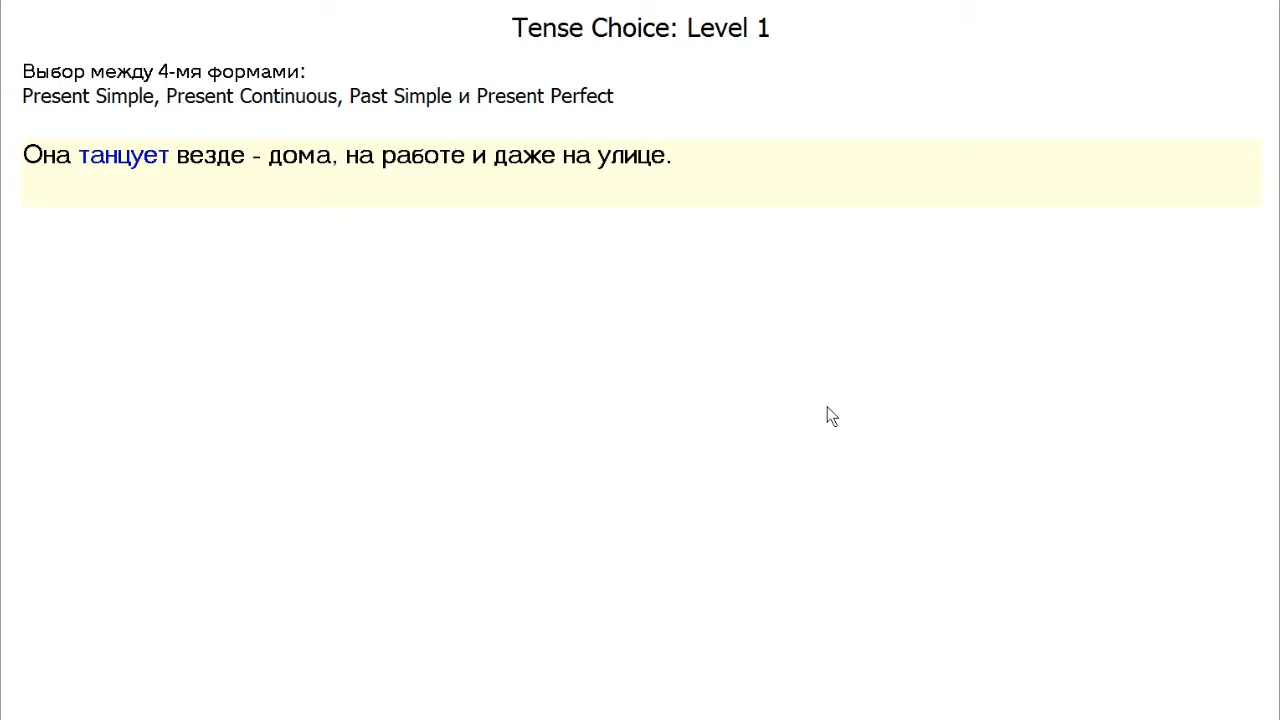 Tense Choice: Level 1
Выбор между 4-мя формами:
Present Simple, Present Continuous, Past Simple и Present Perfect
Она танцует везде - дома, на работе и даже на улице.